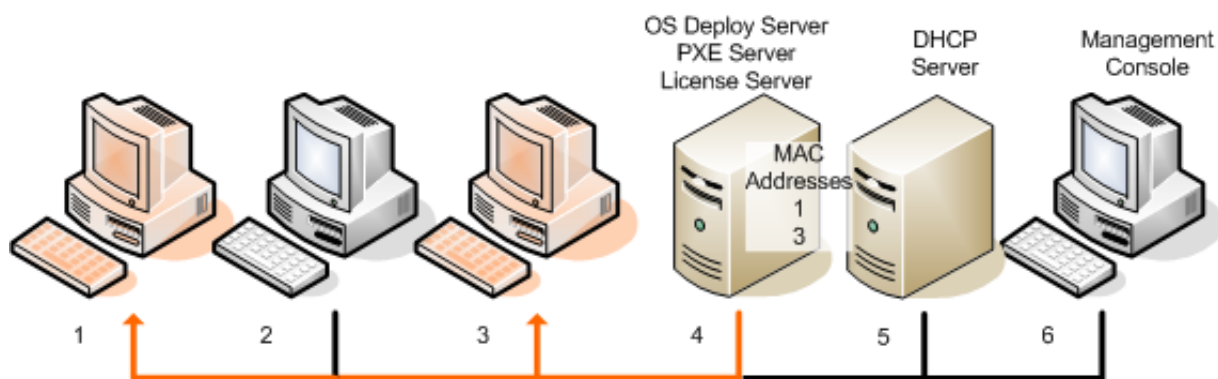 OS Deploy Server
PXE Server
License Server
DHCP
Server
Management
Console
MAC
Addresses
1
3
1
2
3
4
5
6